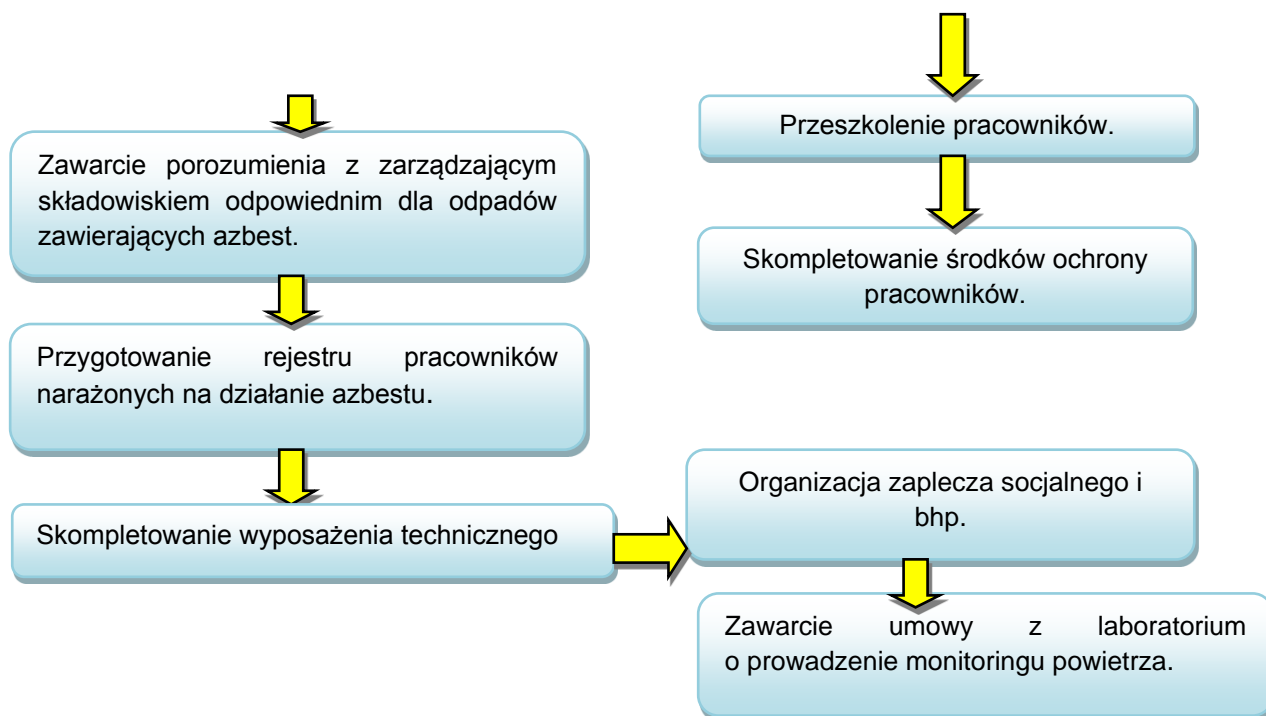 Przeszkolenie pracowników.
Zawarcie porozumienia z zarządzającym
składowiskiem odpowiednim dla odpadów
zawierających azbest.
Skompletowanie środków ochrony
pracowników.
Przygotowanie rejestru pracowników
narażonych na działanie azbestu.
Skompletowanie wyposażenia technicznego
Organizacja zaplecza socjalnego i
bhp.
Zawarcie umowy z laboratorium
o prowadzenie monitoringu powietrza.